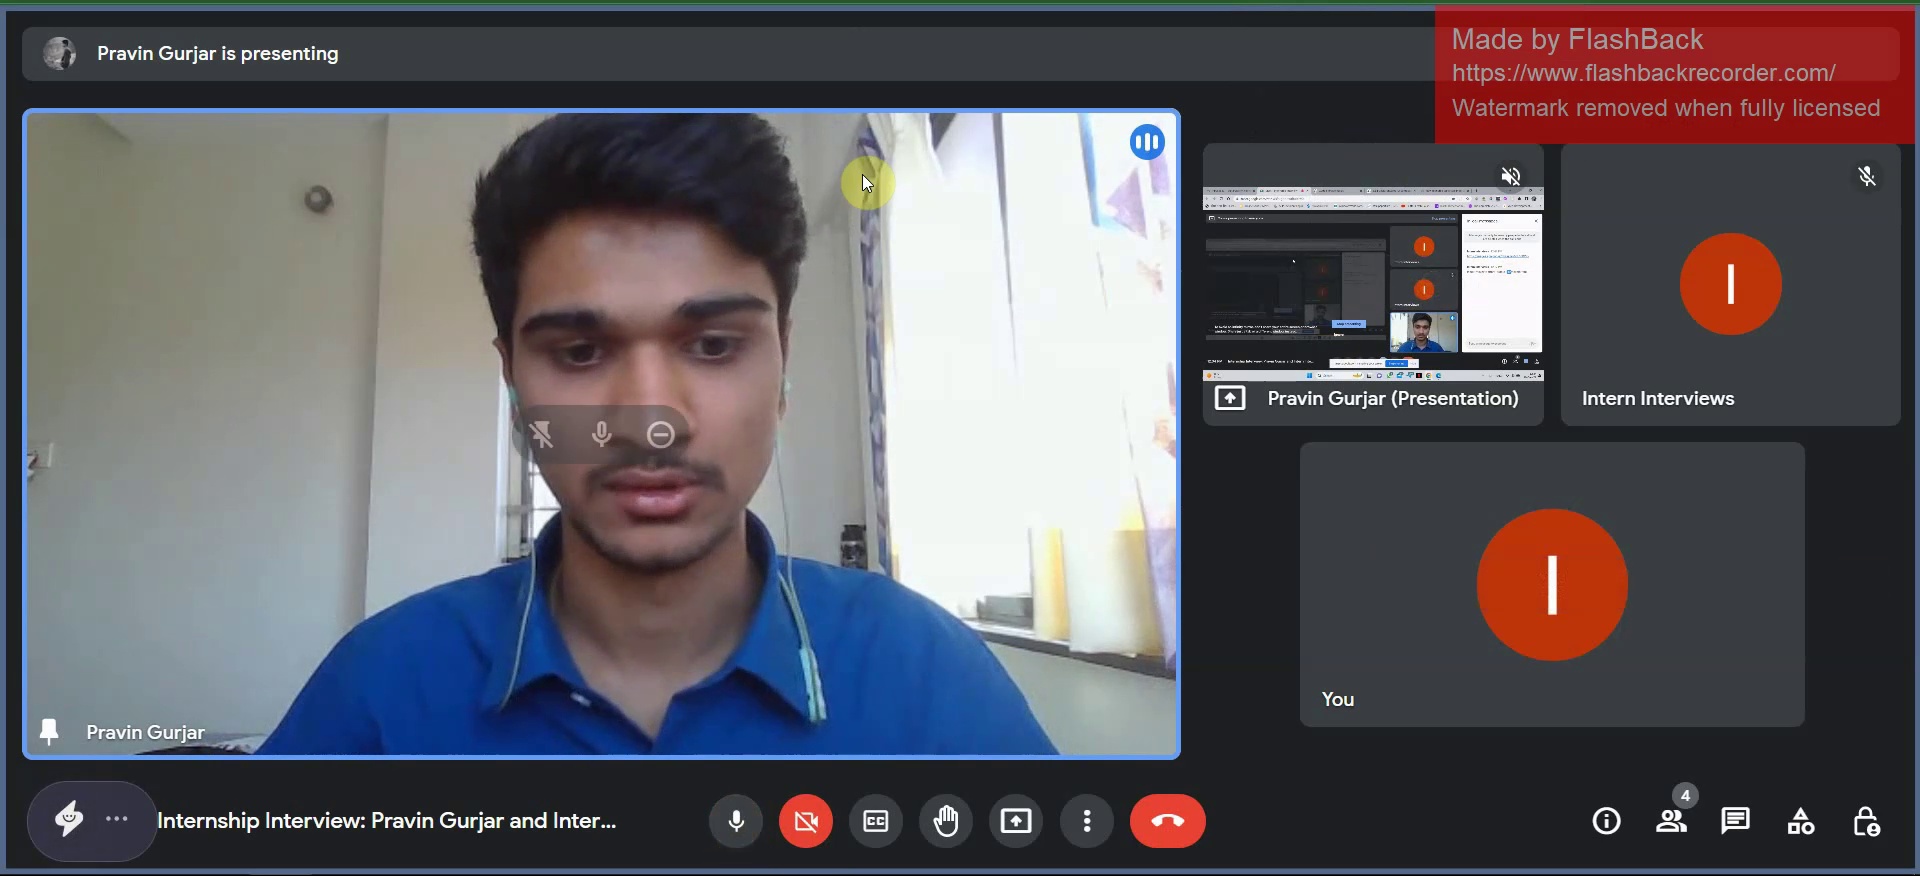 Pravin Gurjar is presenting
Made by FlashBack
https://www.flashbackrecorder.com/
Watermark removed when fully licensed
Pravin Gurjar (Presentation)
Intern Interviews
You
Pravin Gurjar
Internship Interview: Pravin Gurjar and Inter...
4